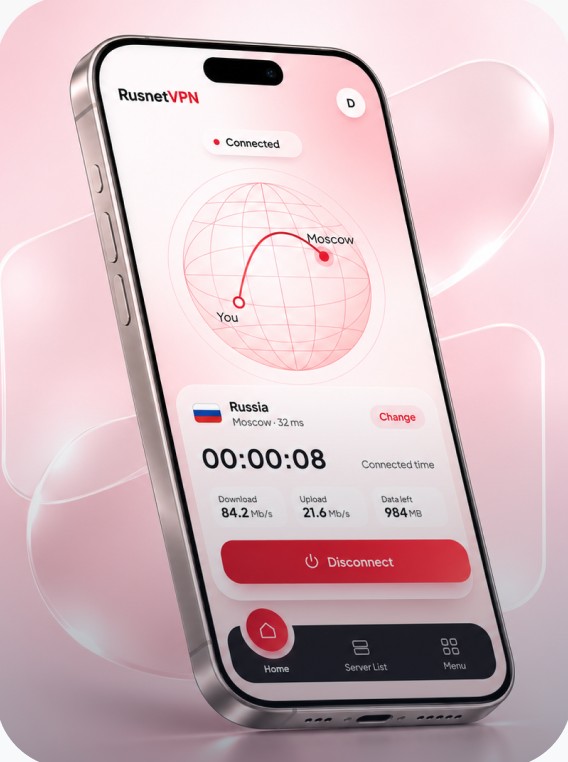 RusnetVPN
D
Connected
Moscow
You
Russia
Moscow · 32 ms
Change
00:00:08
Connected time
Download
84.2 Mb/s
Upload
21.6 Mb/s
Data left
984 MB
Disconnect
Home
Server List
Menu